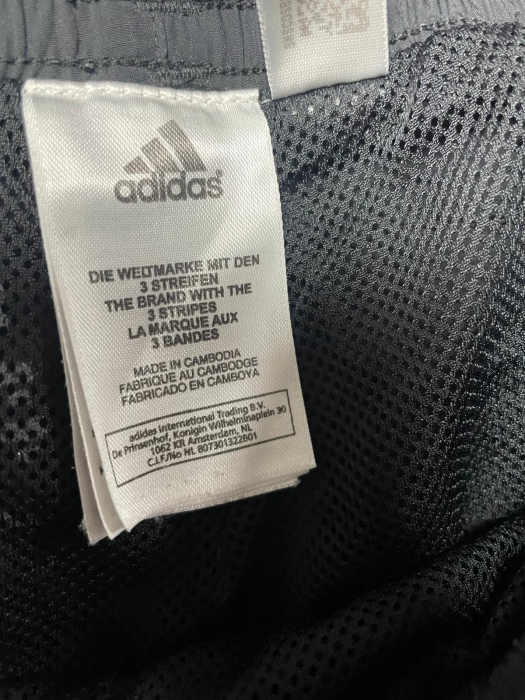 adidas
DIE WELTMARKE MIT DEN
3 STREIFEN
THE BRAND WITH THE
3 STRIPES
LA MARQUE AUX
3 BANDES
MADE IN CAMBODIA
FABRIQUE AU CAMBODGE
FABRICADO EN CAMBOYA
adidas International Trading B.V.
De Prinsenhof, Konigin Wilhelminaplein 30
1062 KR Amsterdam, NL
C.I.F./No NL 807301322B01